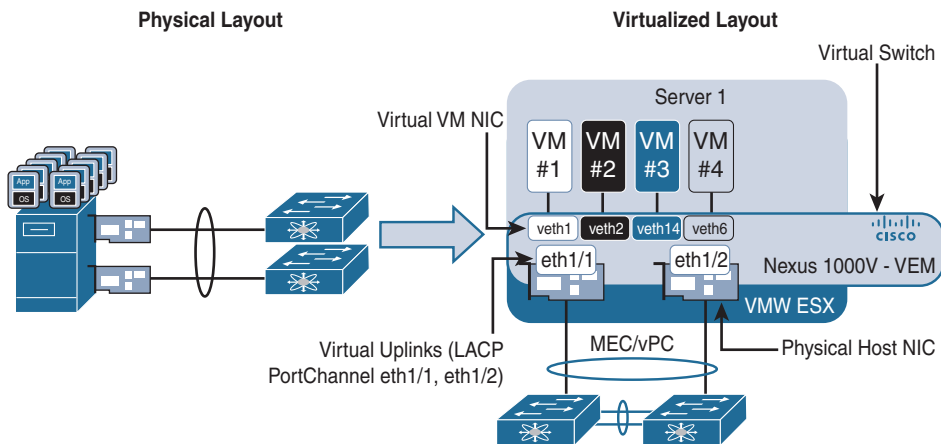 Physical Layout
Virtualized Layout
Virtual Switch
Server 1
Virtual VM NIC
VM
#1
VM
#2
VM
#3
VM
#4
App
OS
App
OS
veth1
veth2
veth14
veth6
CISCO
eth1/1
eth1/2
Nexus 1000V - VEM
VMW ESX
Virtual Uplinks (LACP
PortChannel eth1/1, eth1/2)
MEC/vPC
Physical Host NIC